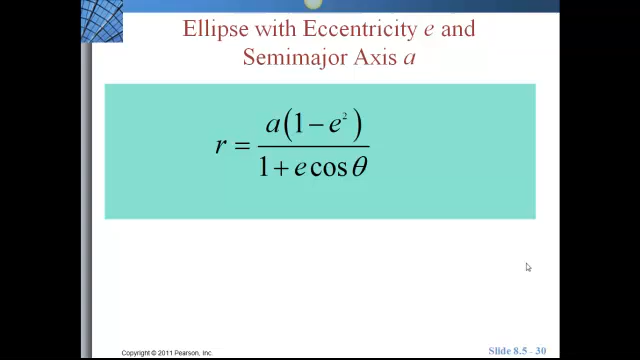 Ellipse with Eccentricity e and
Semimajor Axis a
r = a(1 − e²) / 1 + e cos θ
Copyright © 2011 Pearson, Inc
Slide 8.5 - 30